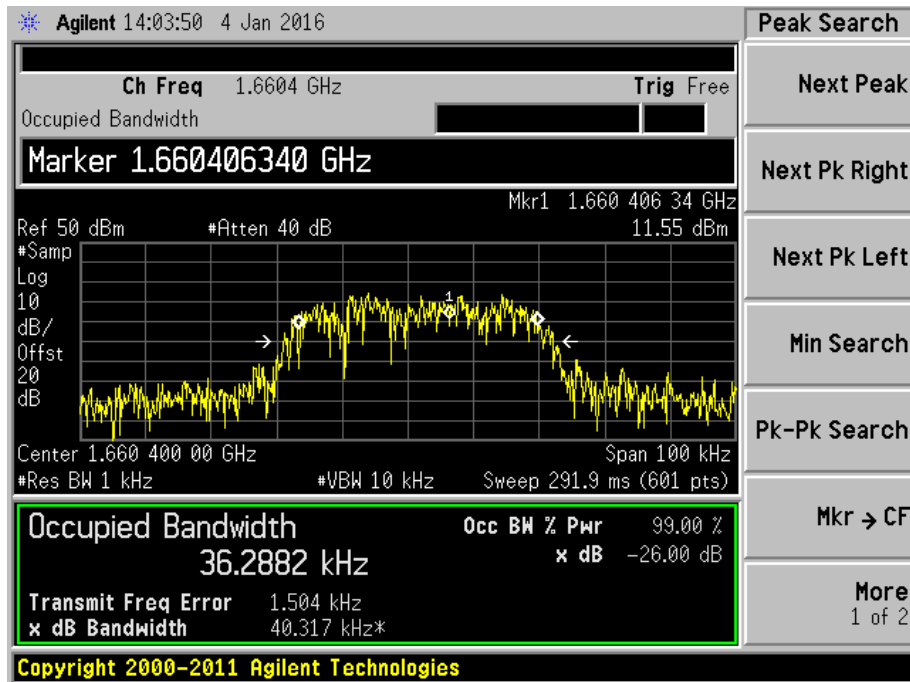 Agilent 14:03:50 4 Jan 2016
Peak Search
Ch Freq 1.6604 GHz Trig Free
Occupied Bandwidth
Marker 1.660406340 GHz
Mkr1 1.660 406 34 GHz
Ref 50 dBm #Atten 40 dB 11.55 dBm
#Samp
Log
10
dB/
Offst
20
dB
1
Center 1.660 400 00 GHz Span 100 kHz
#Res BW 1 kHz #VBW 10 kHz Sweep 291.9 ms (601 pts)
Occupied Bandwidth Occ BW % Pwr 99.00 %
36.2882 kHz x dB -26.00 dB
Transmit Freq Error 1.504 kHz
x dB Bandwidth 40.317 kHz*
Next Peak
Next Pk Right
Next Pk Left
Min Search
Pk-Pk Search
Mkr → CF
More
1 of 2
Copyright 2000-2011 Agilent Technologies